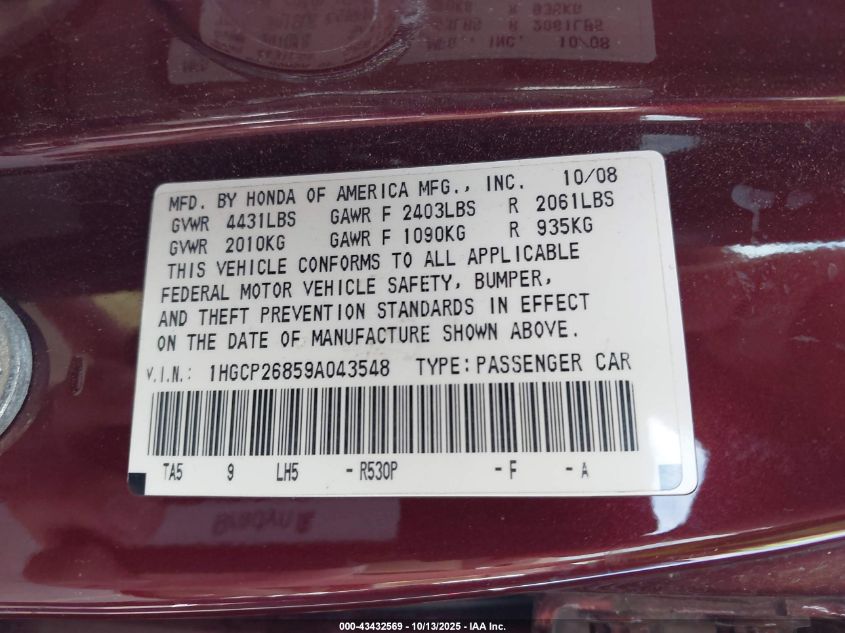 MFD. BY HONDA OF AMERICA MFG., INC. 10/08
GVWR 4431LBS GAWR F 2403LBS R 2061LBS
GVWR 2010KG GAWR F 1090KG R 935KG
THIS VEHICLE CONFORMS TO ALL APPLICABLE
FEDERAL MOTOR VEHICLE SAFETY, BUMPER,
AND THEFT PREVENTION STANDARDS IN EFFECT
ON THE DATE OF MANUFACTURE SHOWN ABOVE.
V.I.N.: 1HGCP26859A043548 TYPE: PASSENGER CAR
TA5 9 LH5 -R530P -F -A
000-43432569 | 10/13/2025 - IAA Inc.